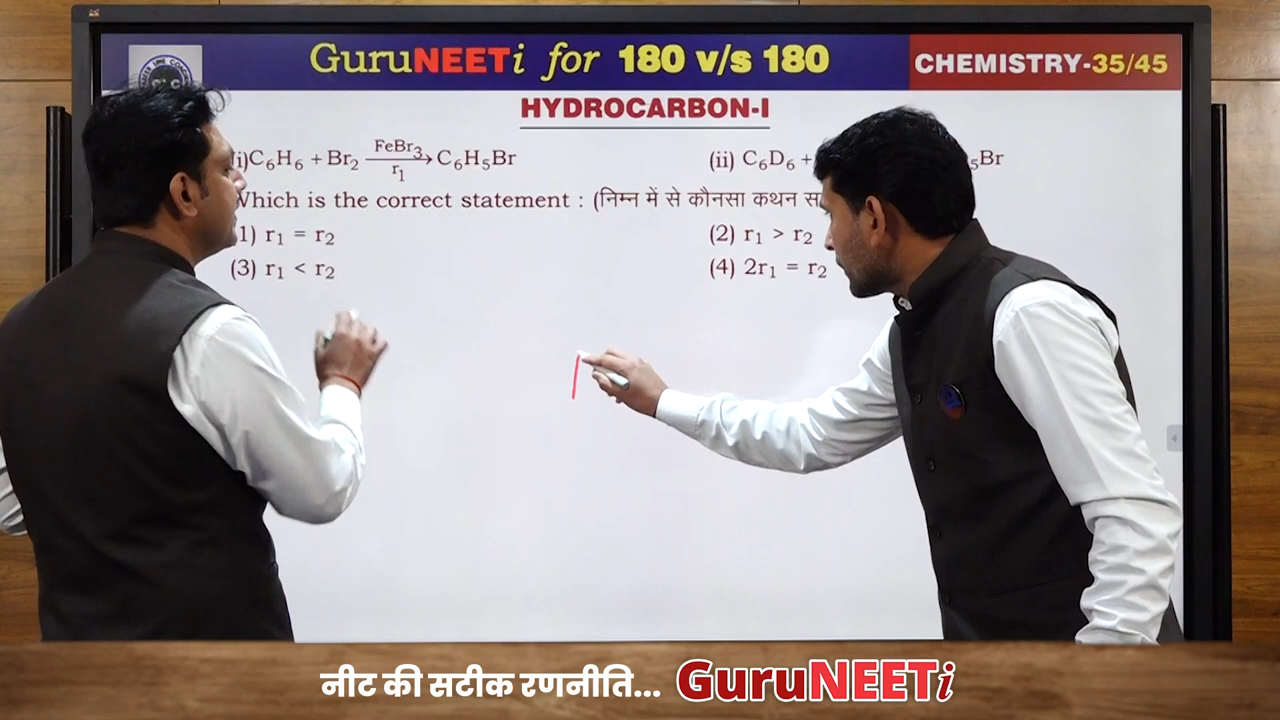 GuruNEETi for 180 v/s 180
CHEMISTRY-35/45
HYDROCARBON-I
i)C₆H₆ + Br₂ —FeBr₃/r₁→ C₆H₅Br
(ii) C₆D₆ + ₅Br
Which is the correct statement : (निम्न में से कौनसा कथन
1) r₁ = r₂
(2) r₁ > r₂
(3) r₁ < r₂
(4) 2r₁ = r₂
नीट की सटीक रणनीति... GuruNEETi